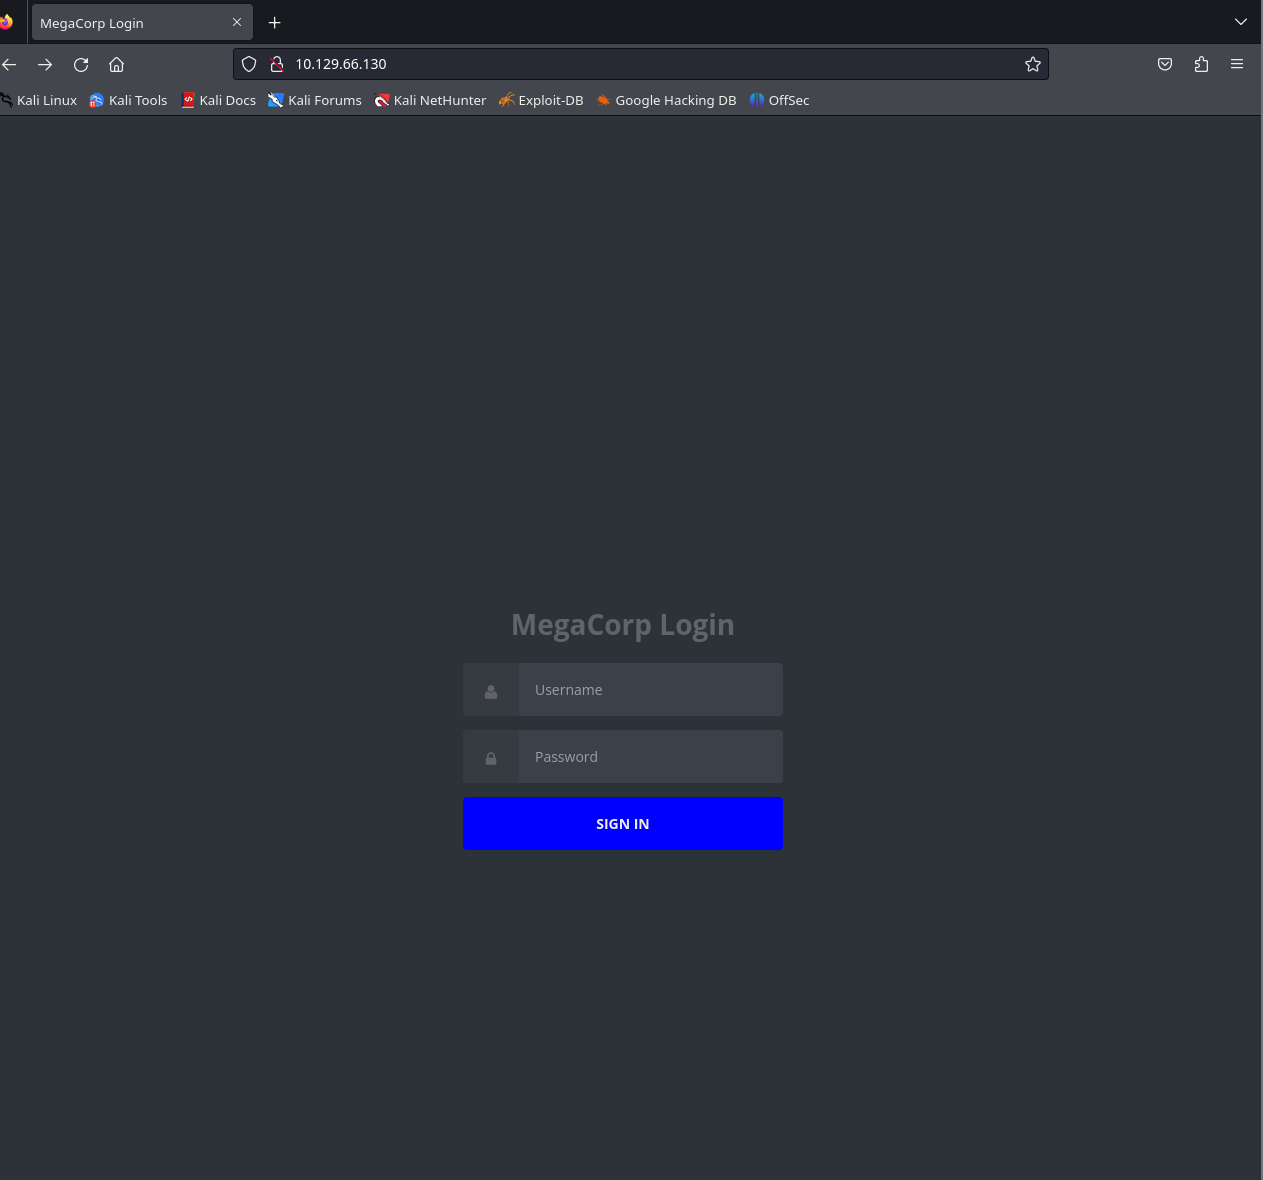 MegaCorp Login
10.129.66.130
Kali Linux Kali Tools Kali Docs Kali Forums Kali NetHunter Exploit-DB Google Hacking DB OffSec
MegaCorp Login
Username
Password
SIGN IN